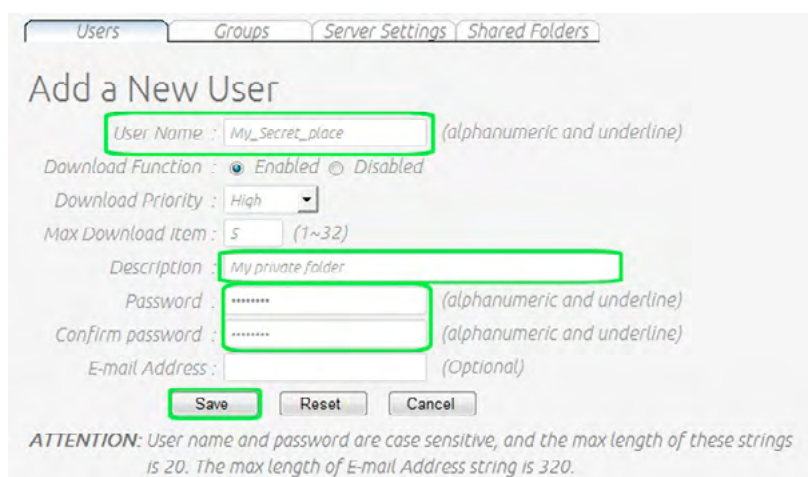 Users Groups Server Settings Shared Folders
Add a New User
User Name : My_Secret_place (alphanumeric and underline)
Download Function : Enabled Disabled
Download Priority : High
Max Download Item : 5 (1~32)
Description : My private folder
Password : •••••••• (alphanumeric and underline)
Confirm password : •••••••• (alphanumeric and underline)
E-mail Address : (Optional)
Save Reset Cancel
ATTENTION: User name and password are case sensitive, and the max length of these strings
is 20. The max length of E-mail Address string is 320.